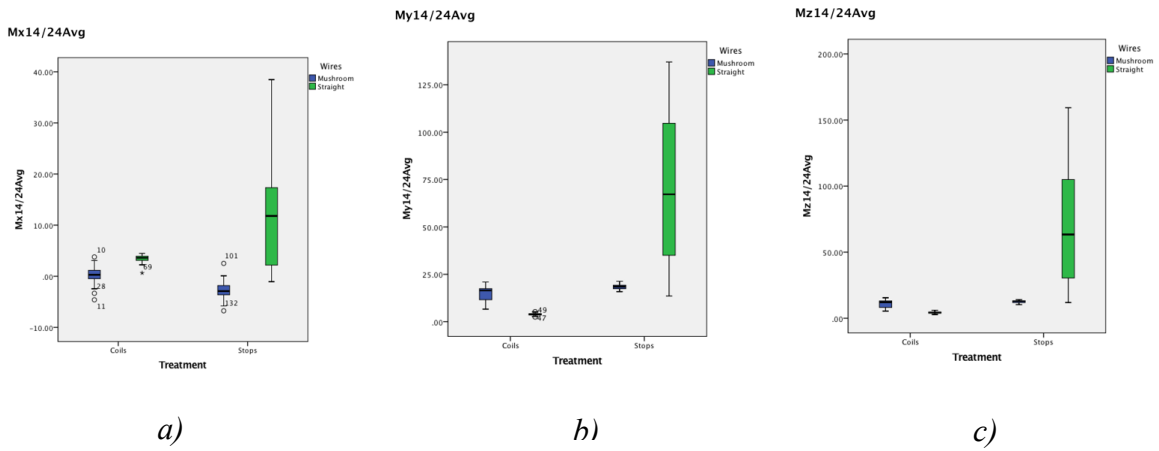 Mx14/24Avg
Wires
Mushroom
Straight
40.00
30.00
20.00
10.00
.00
-10.00
Mx14/24Avg
10
28
11
69
101
132
Coils
Stops
Treatment
a)
My14/24Avg
Wires
Mushroom
Straight
125.00
100.00
75.00
50.00
25.00
.00
My14/24Avg
49
47
Coils
Stops
Treatment
b)
Mz14/24Avg
Wires
Mushroom
Straight
200.00
150.00
100.00
50.00
.00
Mz14/24Avg
Coils
Stops
Treatment
c)